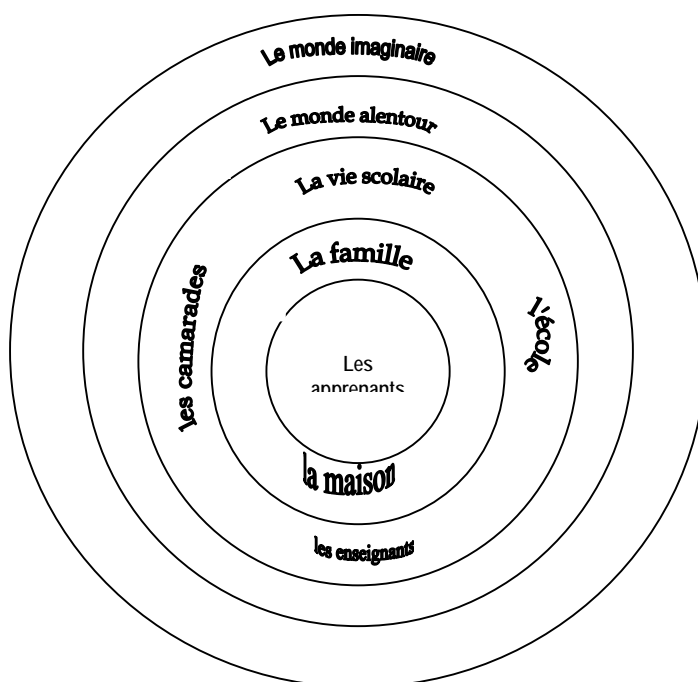 Le monde imaginaire
Le monde alentour
La vie scolaire
La famille
les camarades
l'école
Les
apprenants
la maison
les enseignants